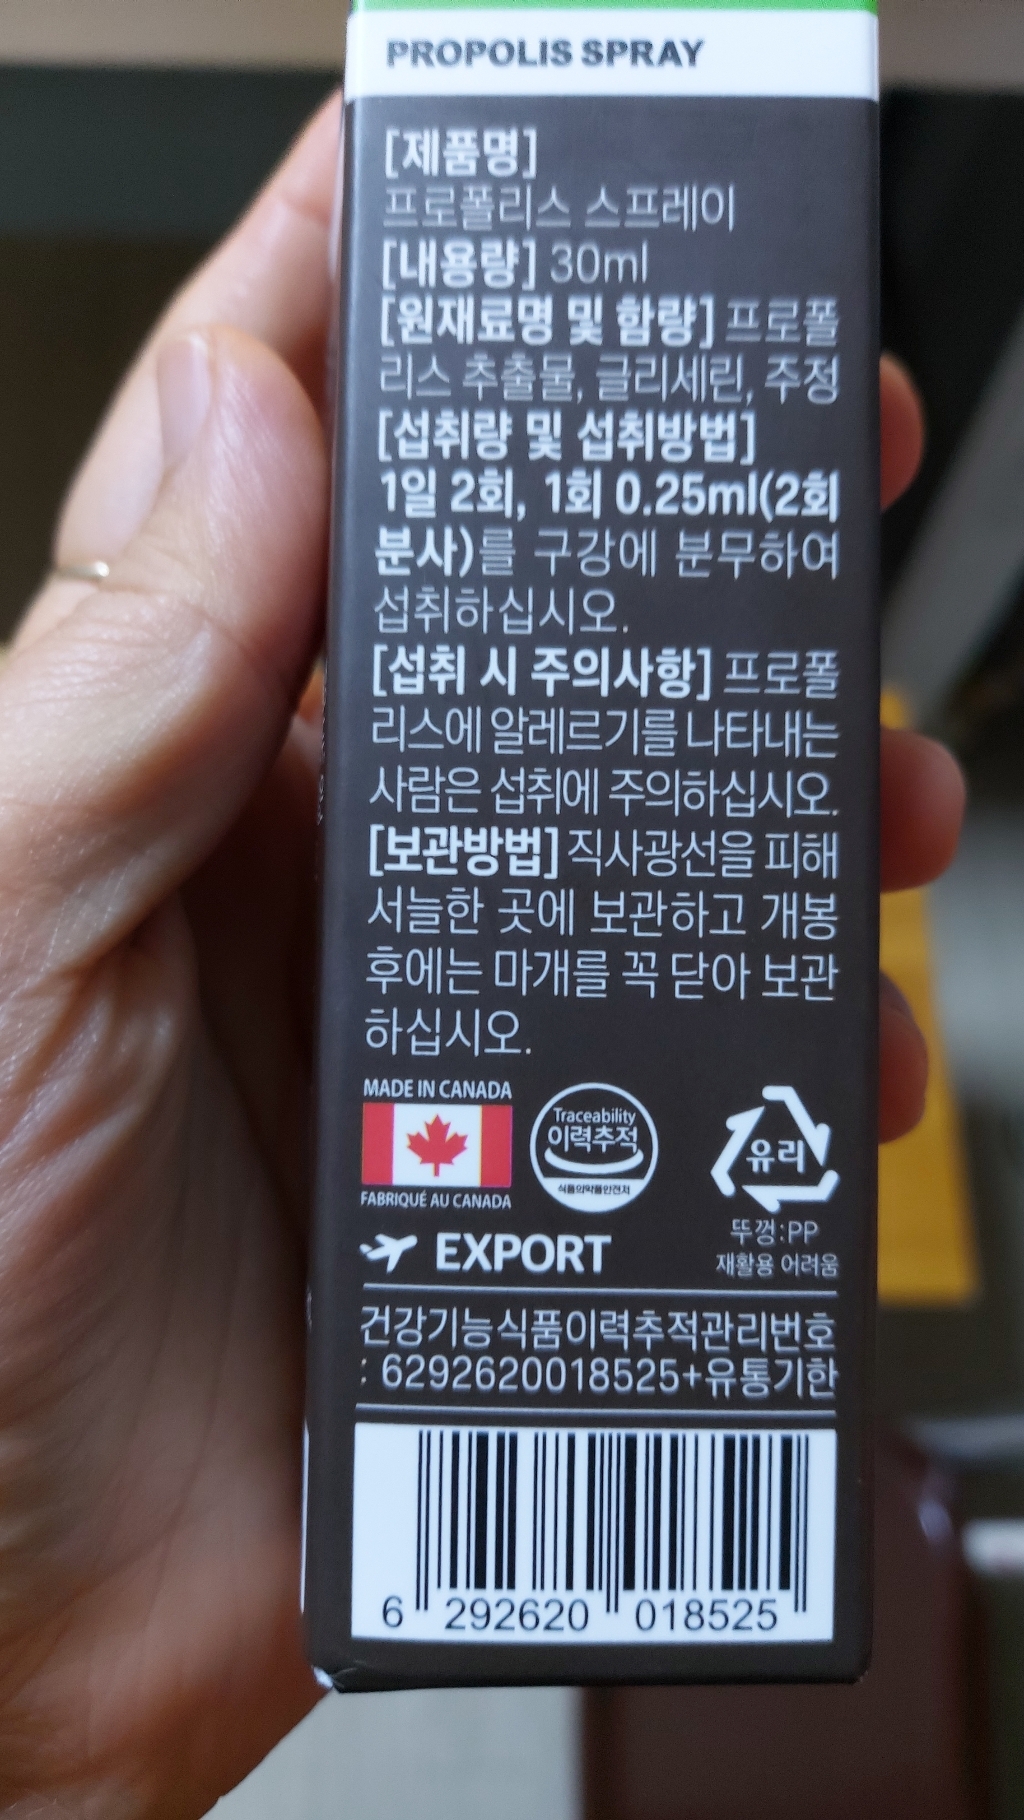 PROPOLIS SPRAY
[제품명]
프로폴리스 스프레이
[내용량] 30ml
[원재료명 및 함량] 프로폴
리스 추출물, 글리세린, 주정
[섭취량 및 섭취방법]
1일 2회, 1회 0.25ml(2회
분사)를 구강에 분무하여
섭취하십시오.
[섭취 시 주의사항] 프로폴
리스에 알레르기를 나타내는
사람은 섭취에 주의하십시오.
[보관방법] 직사광선을 피해
서늘한 곳에 보관하고 개봉
후에는 마개를 꼭 닫아 보관
하십시오.
MADE IN CANADA
FABRIQUÉ AU CANADA
EXPORT
Traceability
이력추적
식품의약품안전처
유리
뚜껑:PP
재활용 어려움
건강기능식품이력추적관리번호
: 6292620018525+유통기한
6 292620 018525